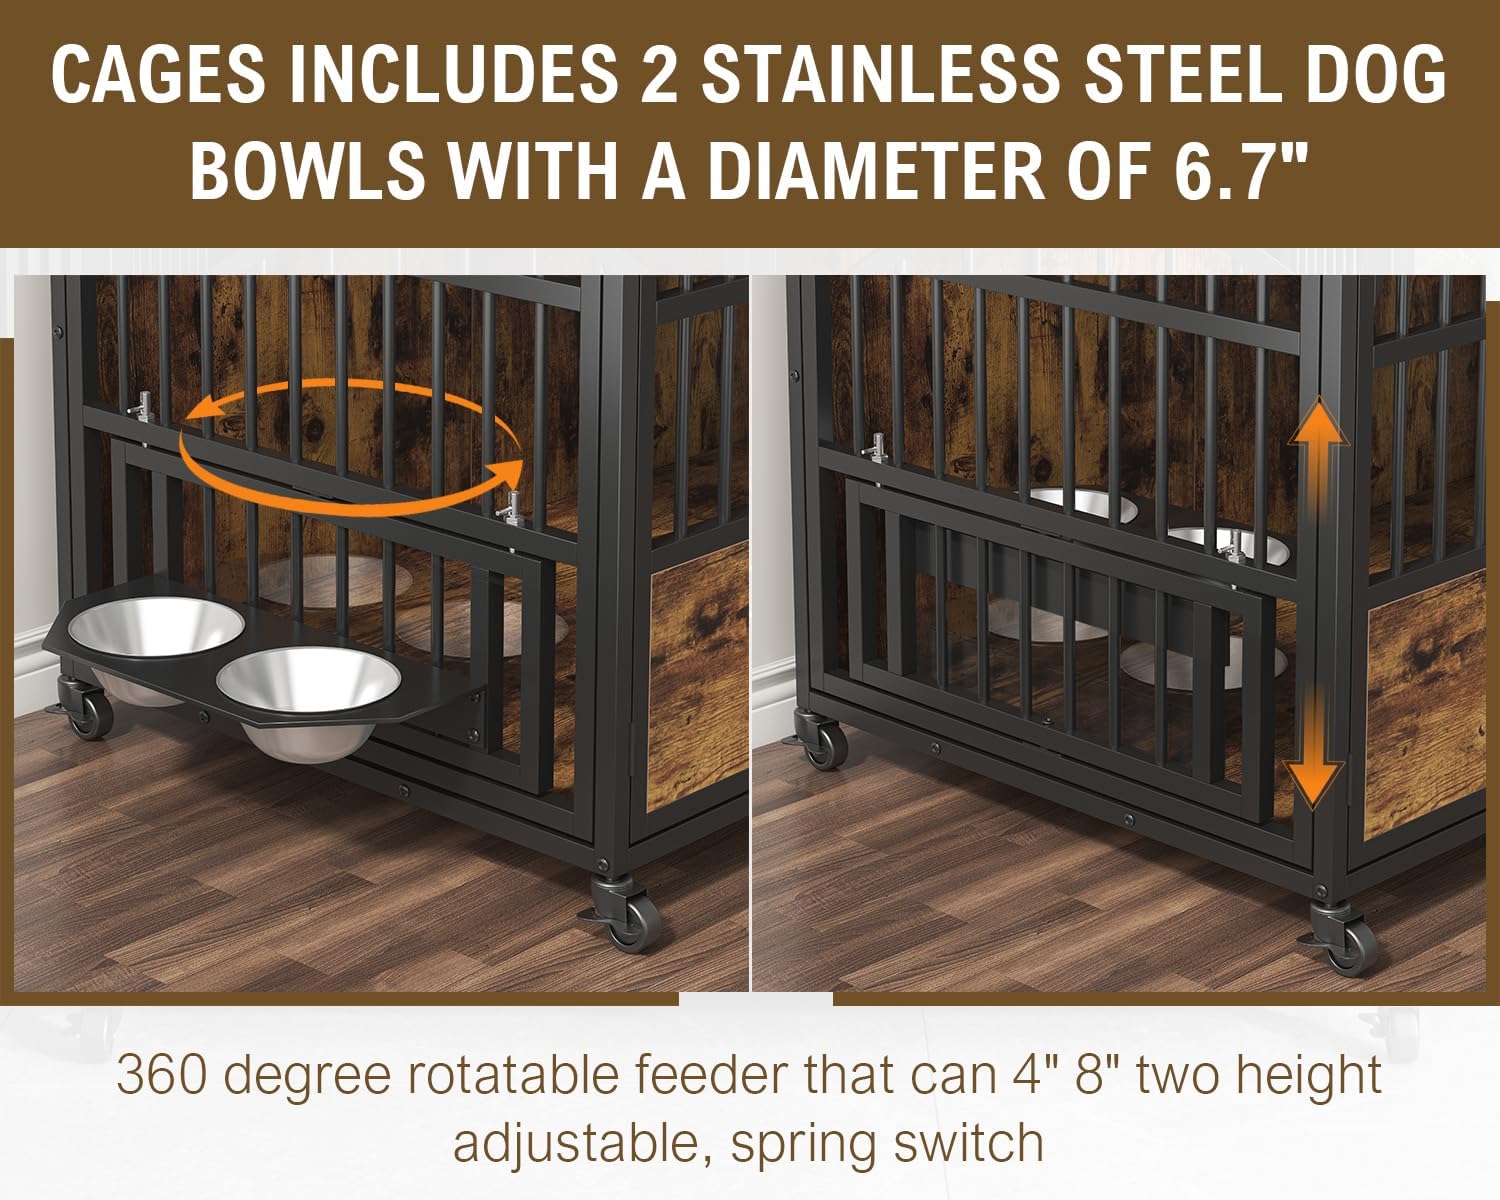 CAGES INCLUDES 2 STAINLESS STEEL DOG
BOWLS WITH A DIAMETER OF 6.7"
360 degree rotatable feeder that can 4" 8" two height
adjustable, spring switch